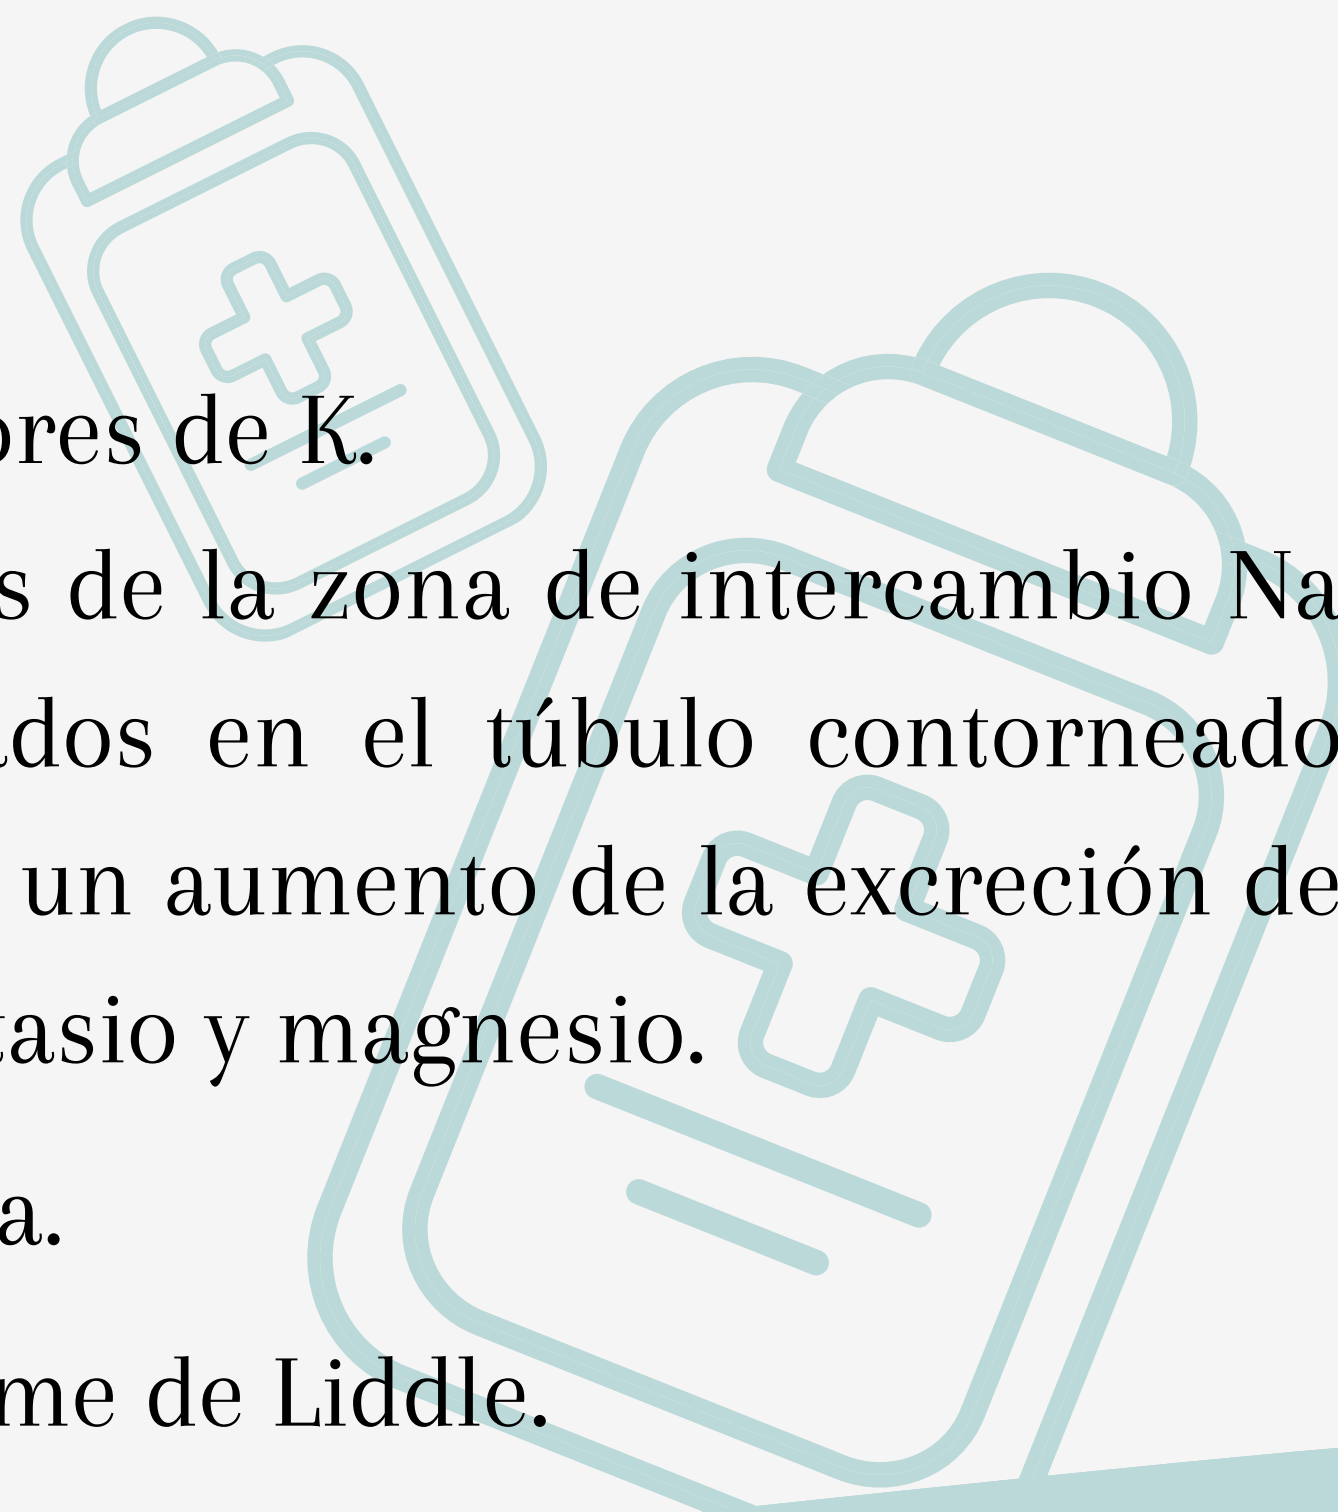 ores de K.
s de la zona de intercambio Na
ados en el túbulo contorneado
un aumento de la excreción de
tasio y magnesio.
a.
me de Liddle.